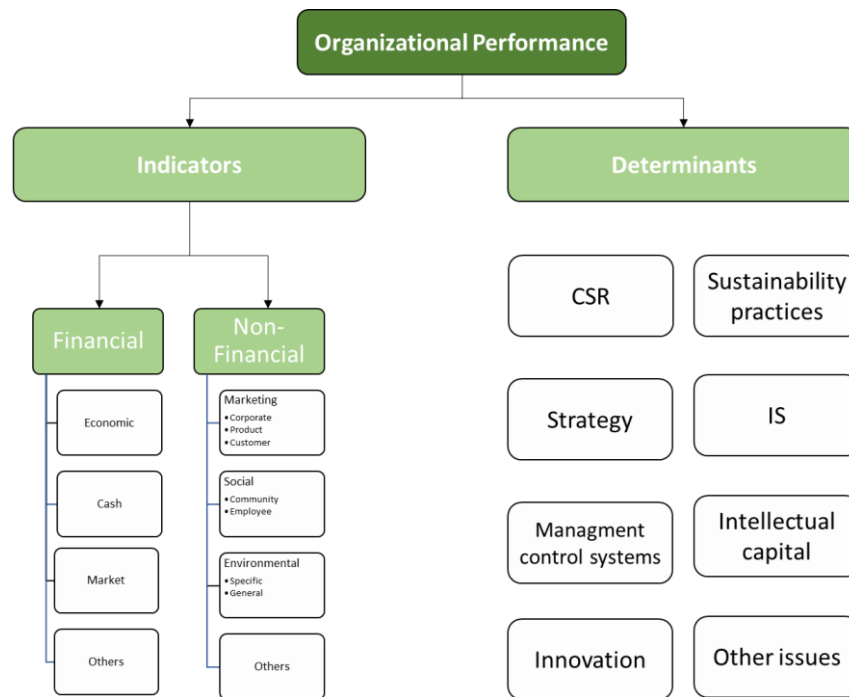 Organizational Performance
Indicators
Determinants
Financial
Economic
Cash
Market
Others
Non-
Financial
Marketing
• Corporate
• Product
• Customer
Social
• Community
• Employee
Environmental
• Specific
• General
Others
CSR
Sustainability
practices
Strategy
IS
Managment
control systems
Intellectual
capital
Innovation
Other issues